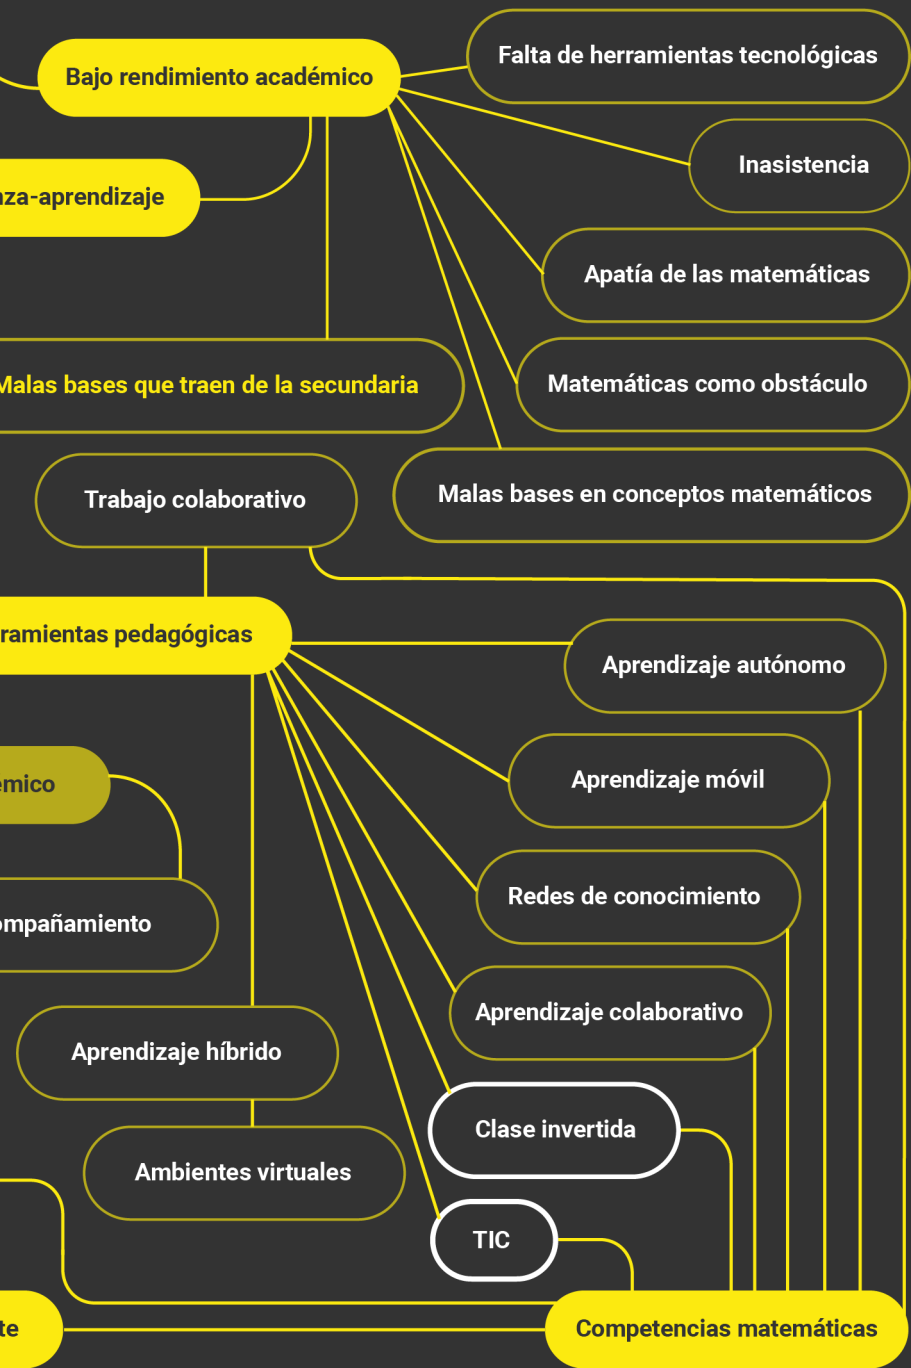 Falta de herramientas tecnológicas
Bajo rendimiento académico
Inasistencia
nza-aprendizaje
Apatía de las matemáticas
Matemáticas como obstáculo
Malas bases que traen de la secundaria
Malas bases en conceptos matemáticos
Trabajo colaborativo
ramientas pedagógicas
Aprendizaje autónomo
Aprendizaje móvil
émico
Redes de conocimiento
ompañamiento
Aprendizaje colaborativo
Aprendizaje híbrido
Clase invertida
Ambientes virtuales
TIC
te
Competencias matemáticas